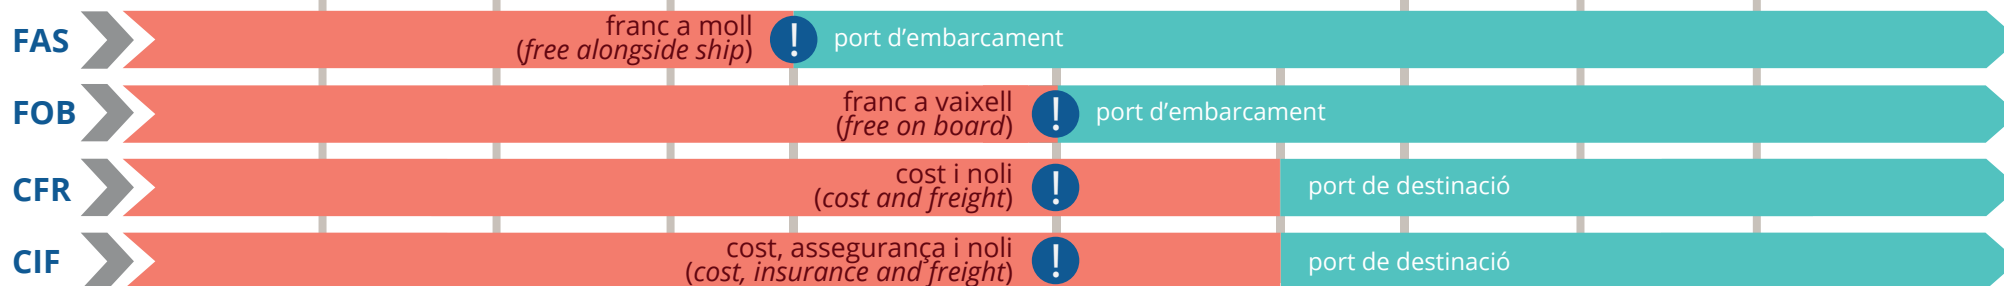 FAS
franc a moll
(free alongside ship)
!
port d’embarcament
FOB
franc a vaixell
(free on board)
!
port d’embarcament
CFR
cost i noli
(cost and freight)
!
port de destinació
CIF
cost, assegurança i noli
(cost, insurance and freight)
!
port de destinació